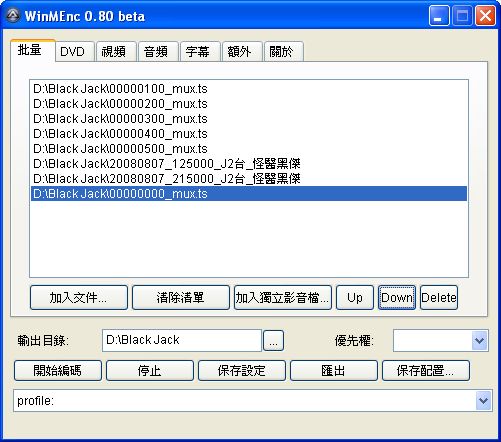 WinMEnc 0.80 beta
批量 DVD 視頻 音頻 字幕 額外 關於
D:\Black Jack\00000100_mux.ts
D:\Black Jack\00000200_mux.ts
D:\Black Jack\00000300_mux.ts
D:\Black Jack\00000400_mux.ts
D:\Black Jack\00000500_mux.ts
D:\Black Jack\20080807_125000_J2台_怪醫黑傑
D:\Black Jack\20080807_215000_J2台_怪醫黑傑
D:\Black Jack\00000000_mux.ts
加入文件... 清除清單 加入獨立影音檔... Up Down Delete
輸出目錄: D:\Black Jack ... 優先權:
開始編碼 停止 保存設定 匯出 保存配置...
profile: